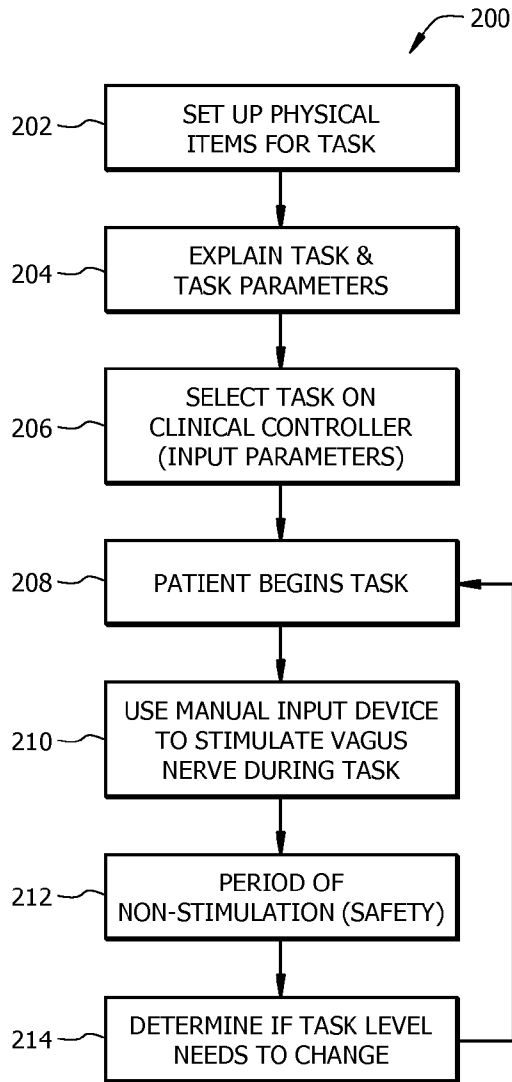 200
202
SET UP PHYSICAL
ITEMS FOR TASK
204
EXPLAIN TASK &
TASK PARAMETERS
206
SELECT TASK ON
CLINICAL CONTROLLER
(INPUT PARAMETERS)
208
PATIENT BEGINS TASK
210
USE MANUAL INPUT DEVICE
TO STIMULATE VAGUS
NERVE DURING TASK
212
PERIOD OF
NON-STIMULATION (SAFETY)
214
DETERMINE IF TASK LEVEL
NEEDS TO CHANGE